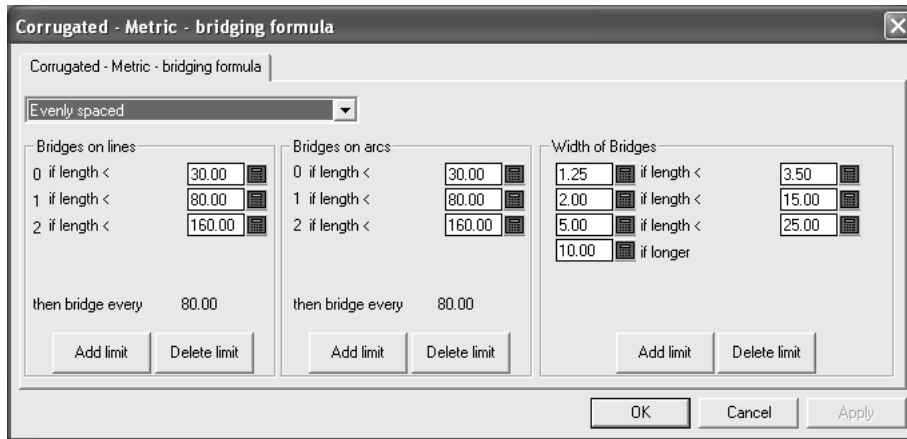 Corrugated - Metric - bridging formula
Corrugated - Metric - bridging formula
Evenly spaced
Bridges on lines
0 if length < 30.00
1 if length < 80.00
2 if length < 160.00
then bridge every 80.00
Add limit Delete limit
Bridges on arcs
0 if length < 30.00
1 if length < 80.00
2 if length < 160.00
then bridge every 80.00
Add limit Delete limit
Width of Bridges
1.25 if length < 3.50
2.00 if length < 15.00
5.00 if length < 25.00
10.00 if longer
Add limit Delete limit
OK Cancel Apply